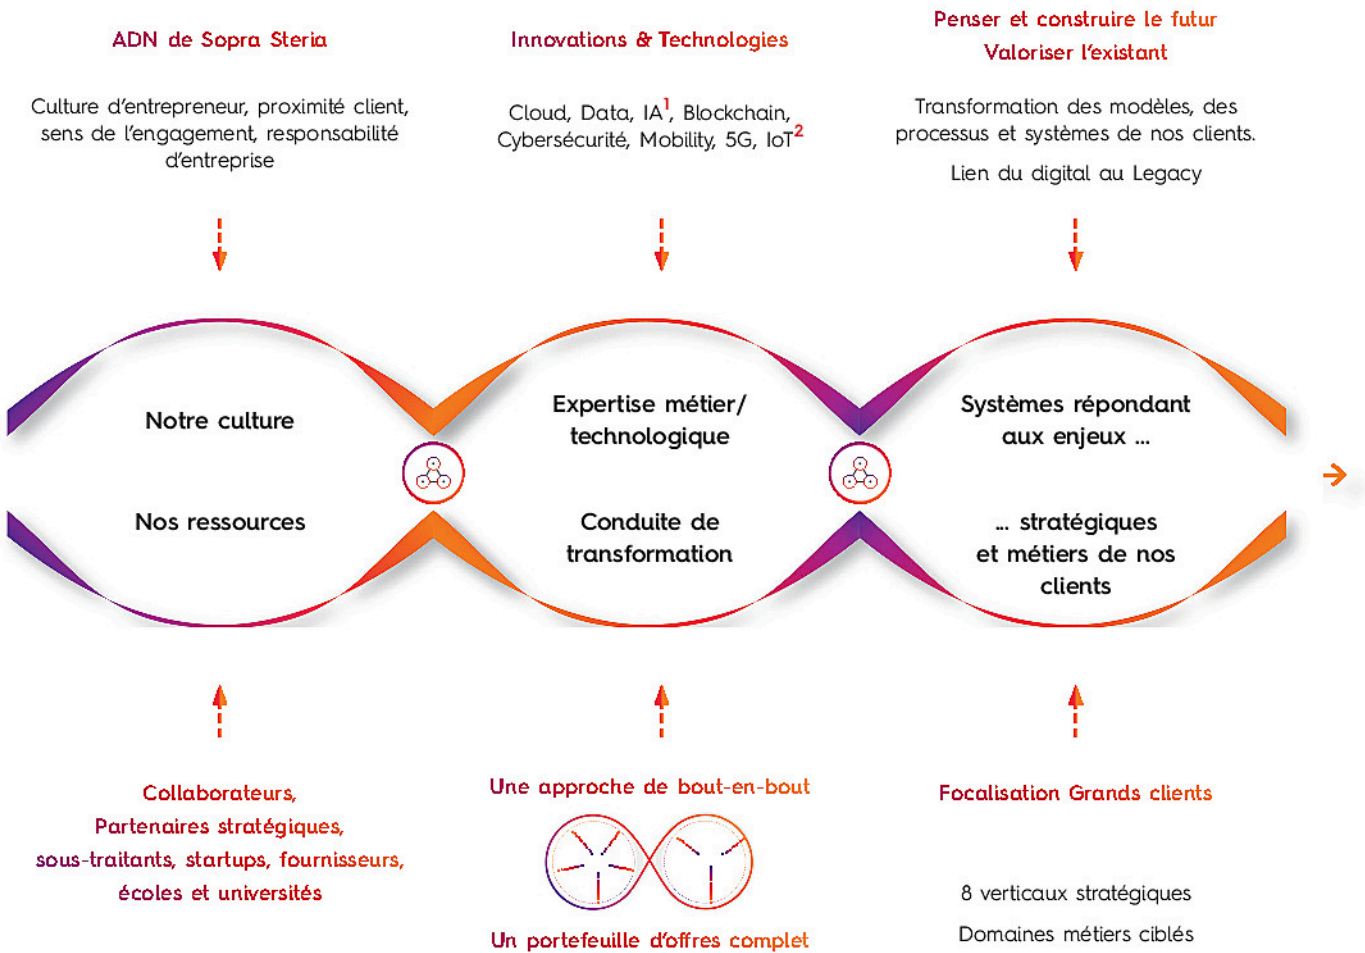 ADN de Sopra Steria
Culture d'entrepreneur, proximité client,
sens de l'engagement, responsabilité
d'entreprise
Innovations & Technologies
Cloud, Data, IA¹, Blockchain,
Cybersécurité, Mobility, 5G, IoT²
Penser et construire le futur
Valoriser l'existant
Transformation des modèles, des
processus et systèmes de nos clients.
Lien du digital au Legacy
Notre culture
Nos ressources
Expertise métier/
technologique
Conduite de
transformation
Systèmes répondant
aux enjeux ...
... stratégiques
et métiers de nos
clients
Collaborateurs,
Partenaires stratégiques,
sous-traitants, startups, fournisseurs,
écoles et universités
Une approche de bout-en-bout
Un portefeuille d'offres complet
Focalisation Grands clients
8 verticaux stratégiques
Domaines métiers ciblés